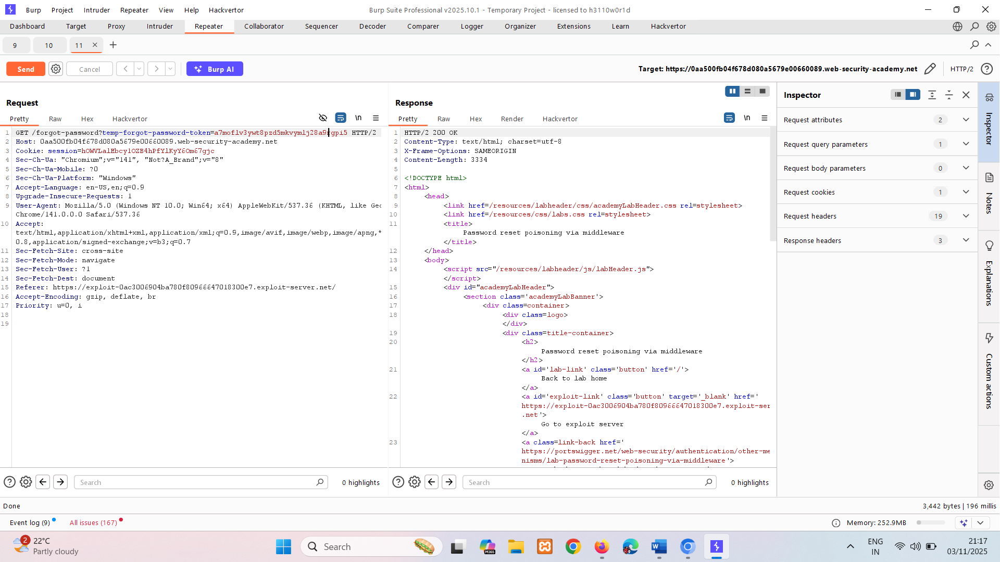 Burp Project Intruder Repeater View Help Hackvertor
Burp Suite Professional v2025.10.1 - Temporary Project - licensed to h3110w0r1d
Dashboard Target Proxy Intruder Repeater Collaborator Sequencer Decoder Comparer Logger Organizer Extensions Learn Hackvertor
9 10 11
Send Cancel Burp AI
Target: https://0aa500fb04f678d080a5679e00660089.web-security-academy.net HTTP/2
Request
Pretty Raw Hex Hackvertor \n
1 GET /forgot-password?temp-forgot-password-token=a7moflv3ywt8pzd5mkvymlj28a9rgpi5 HTTP/2
2 Host: 0aa500fb04f678d080a5679e00660089.web-security-academy.net
3 Cookie: session=hOWVLalEbcy1OZB4hPfYlKyY6Om67gjc
4 Sec-Ch-Ua: "Chromium";v="141", "Not?A_Brand";v="8"
5 Sec-Ch-Ua-Mobile: ?0
6 Sec-Ch-Ua-Platform: "Windows"
7 Accept-Language: en-US,en;q=0.9
8 Upgrade-Insecure-Requests: 1
9 User-Agent: Mozilla/5.0 (Windows NT 10.0; Win64; x64) AppleWebKit/537.36 (KHTML, like Gec
Chrome/141.0.0.0 Safari/537.36
10 Accept:
text/html,application/xhtml+xml,application/xml;q=0.9,image/avif,image/webp,image/apng,*
0.8,application/signed-exchange;v=b3;q=0.7
11 Sec-Fetch-Site: cross-site
12 Sec-Fetch-Mode: navigate
13 Sec-Fetch-User: ?1
14 Sec-Fetch-Dest: document
15 Referer: https://exploit-0ac3006904ba780f80966647018300e7.exploit-server.net/
16 Accept-Encoding: gzip, deflate, br
17 Priority: u=0, i
18
19
Search 0 highlights
Response
Pretty Raw Hex Render Hackvertor \n
1 HTTP/2 200 OK
2 Content-Type: text/html; charset=utf-8
3 X-Frame-Options: SAMEORIGIN
4 Content-Length: 3334
5
6 <!DOCTYPE html>
7 <html>
8 <head>
9 <link href=/resources/labheader/css/academyLabHeader.css rel=stylesheet>
10 <link href=/resources/css/labs.css rel=stylesheet>
11 <title>
Password reset poisoning via middleware
</title>
12 </head>
13 <body>
14 <script src="/resources/labheader/js/labHeader.js">
</script>
15 <div id="academyLabHeader">
16 <section class='academyLabBanner'>
17 <div class=container>
18 <div class=logo>
</div>
19 <div class=title-container>
20 <h2>
Password reset poisoning via middleware
</h2>
21 <a id='lab-link' class='button' href='/'>
Back to lab home
</a>
22 <a id='exploit-link' class='button' target='_blank' href='
https://exploit-0ac3006904ba780f80966647018300e7.exploit-ser
.net'>
Go to exploit server
</a>
23 <a class=link-back href='
https://portswigger.net/web-security/authentication/other-me
nisms/lab-password-reset-poisoning-via-middleware'>
Search 0 highlights
Inspector
Request attributes 2
Request query parameters 1
Request body parameters 0
Request cookies 1
Request headers 19
Response headers 3
Inspector
Notes
Explanations
Custom actions
Done 3,442 bytes | 196 millis
Event log (9) All issues (167) Memory: 252.9MB
2 22°C
Partly cloudy
Search
M365
W
ENG
IN
21:17
03/11/2025